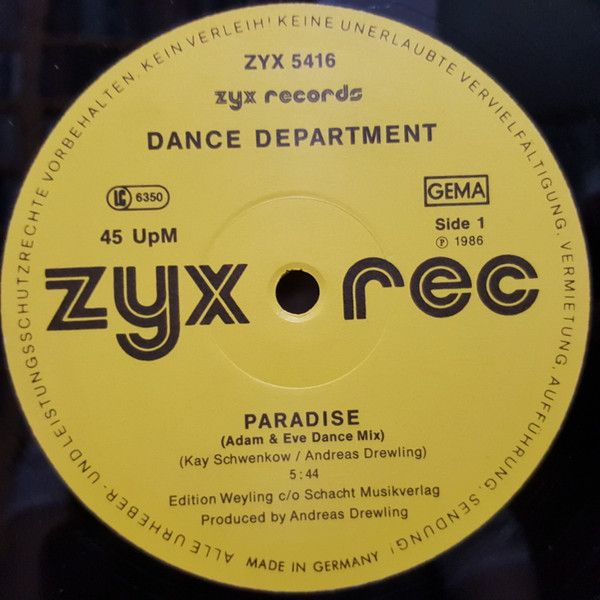 ALLE URHEBER- UND LEISTUNGSSCHUTZRECHTE VORBEHALTEN. KEIN VERLEIH! KEINE UNERLAUBTE VERVIELFÄLTIGUNG, VERMIETUNG, AUFFÜHRUNG, SENDUNG!
ZYX 5416
zyx records
DANCE DEPARTMENT
LC 6350
GEMA
45 UpM
Side 1
Ⓟ 1986
zyx rec
PARADISE
(Adam & Eve Dance Mix)
(Kay Schwenkow / Andreas Drewling)
5:44
Edition Weyling c/o Schacht Musikverlag
Produced by Andreas Drewling
MADE IN GERMANY